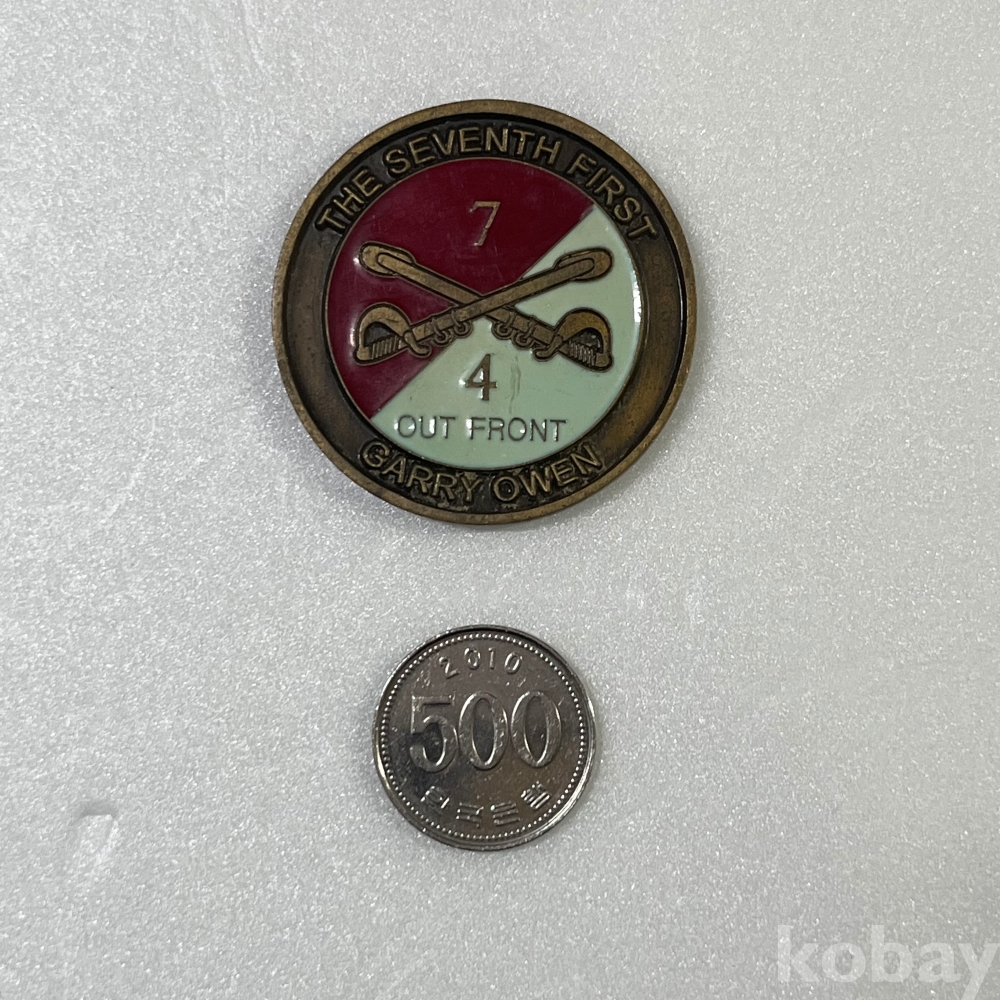 THE SEVENTH FIRST
7
4
OUT FRONT
GARRY OWEN
2010
500
한국은행
kobay